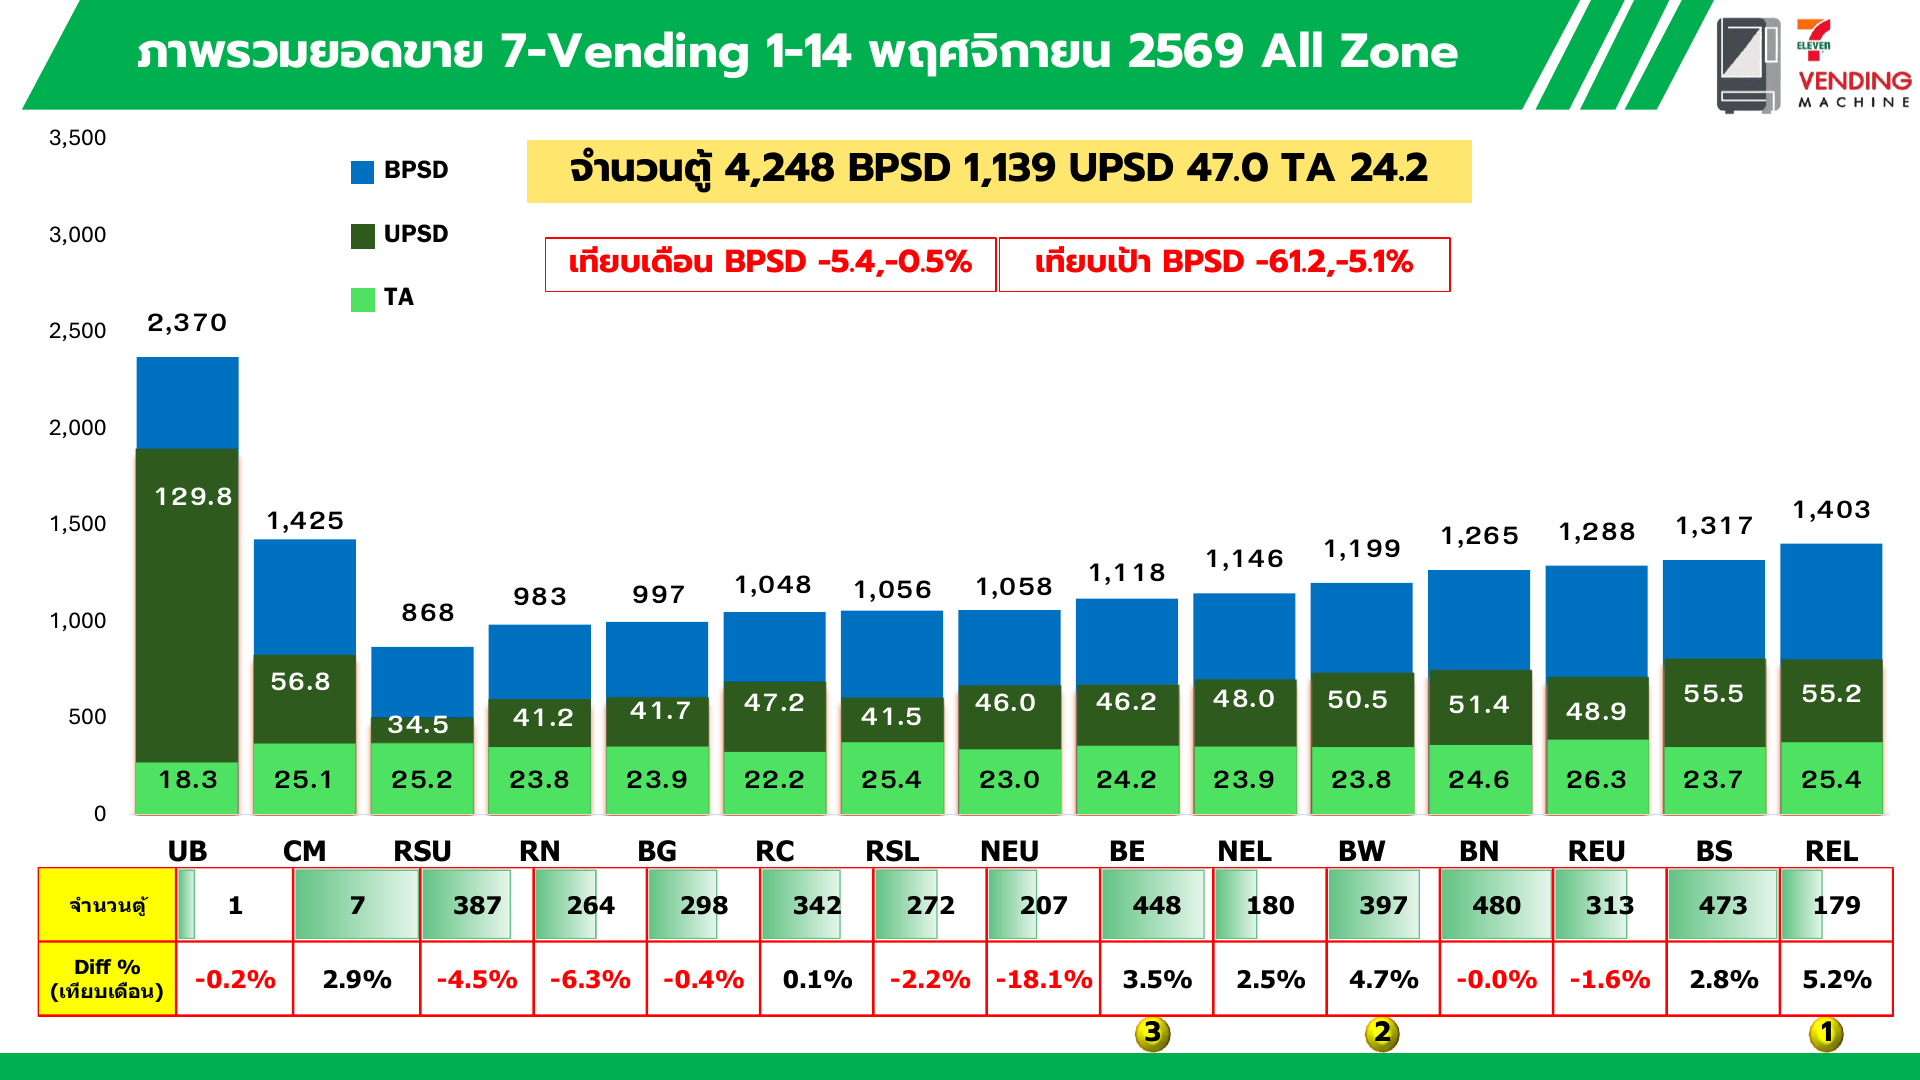 ภาพรวมยอดขาย 7-Vending 1-14 พฤศจิกายน 2569 All Zone
ELEVEN
VENDING
MACHINE
จำนวนตู้ 4,248 BPSD 1,139 UPSD 47.0 TA 24.2
เทียบเดือน BPSD -5.4,-0.5% เทียบเป้า BPSD -61.2,-5.1%
BPSD
UPSD
TA
3,500
3,000
2,500
2,000
1,500
1,000
500
0
2,370 1,425 868 983 997 1,048 1,056 1,058 1,118 1,146 1,199 1,265 1,288 1,317 1,403
129.8 56.8 34.5 41.2 41.7 47.2 41.5 46.0 46.2 48.0 50.5 51.4 48.9 55.5 55.2
18.3 25.1 25.2 23.8 23.9 22.2 25.4 23.0 24.2 23.9 23.8 24.6 26.3 23.7 25.4
UB CM RSU RN BG RC RSL NEU BE NEL BW BN REU BS REL
จำนวนตู้ 1 7 387 264 298 342 272 207 448 180 397 480 313 473 179
Diff %
(เทียบเดือน) -0.2% 2.9% -4.5% -6.3% -0.4% 0.1% -2.2% -18.1% 3.5% 2.5% 4.7% -0.0% -1.6% 2.8% 5.2%
3 2 1